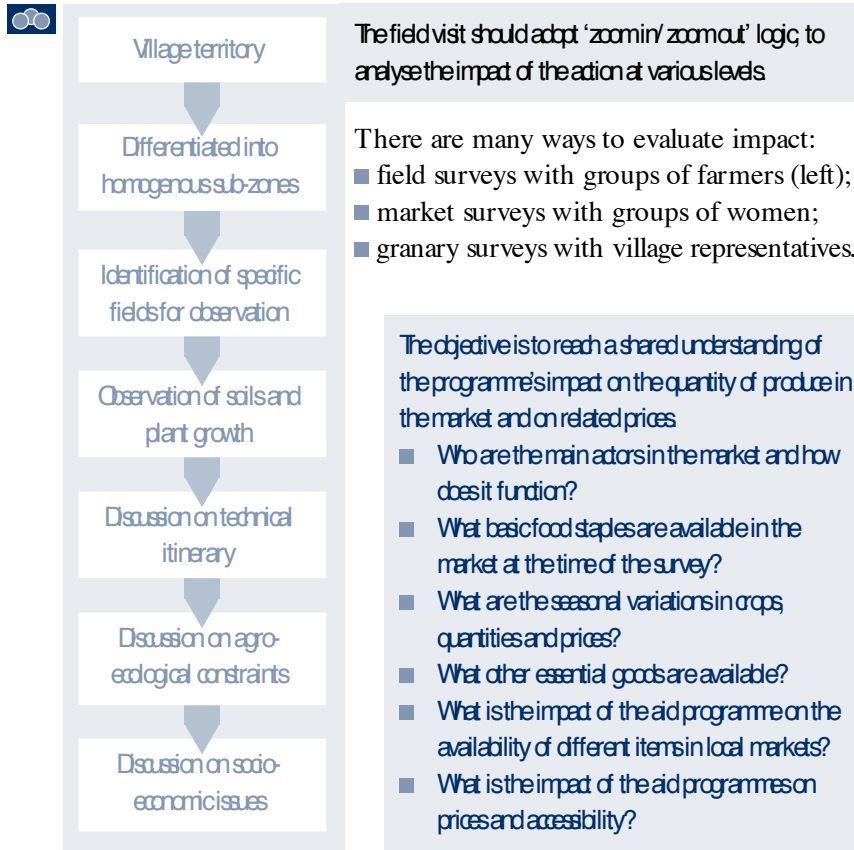 Village territory
Differentiated into
homogenous sub-zones
Identification of specific
fields for observation
Observation of soils and
plant growth
Discussion on technical
itinerary
Discussion on agro-
ecological constraints
Discussion on socio-
economic issues
The field visit should adopt ‘zoom in/ zoom out’ logic, to
analyse the impact of the action at various levels.
There are many ways to evaluate impact:
■ field surveys with groups of farmers (left);
■ market surveys with groups of women;
■ granary surveys with village representatives.
The objective is to reach a shared understanding of
the programme’s impact on the quantity of produce in
the market and on related prices.
■ Who are the main actors in the market and how
does it function?
■ What basic food staples are available in the
market at the time of the survey?
■ What are the seasonal variations in crops,
quantities and prices?
■ What other essential goods are available?
■ What is the impact of the aid programme on the
availability of different items in local markets?
■ What is the impact of the aid programmes on
prices and accessibility?